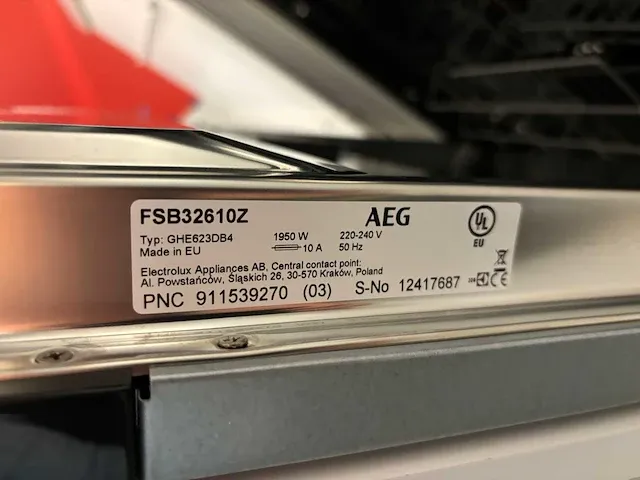 FSB32610Z
AEG
UL
EU
Typ: GHE623DB4
1950 W
220-240 V
Made in EU
10 A
50 Hz
Electrolux Appliances AB, Central contact point:
Al. Powstańców, Śląskich 26, 30-570 Kraków, Poland
PNC 911539270 (03) S-No 12417687
CE